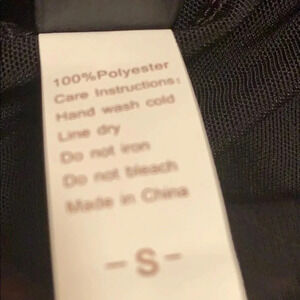 100%Polyester
Care Instructions:
Hand wash cold
Line dry
Do not iron
Do not bleach
Made in China
- S -